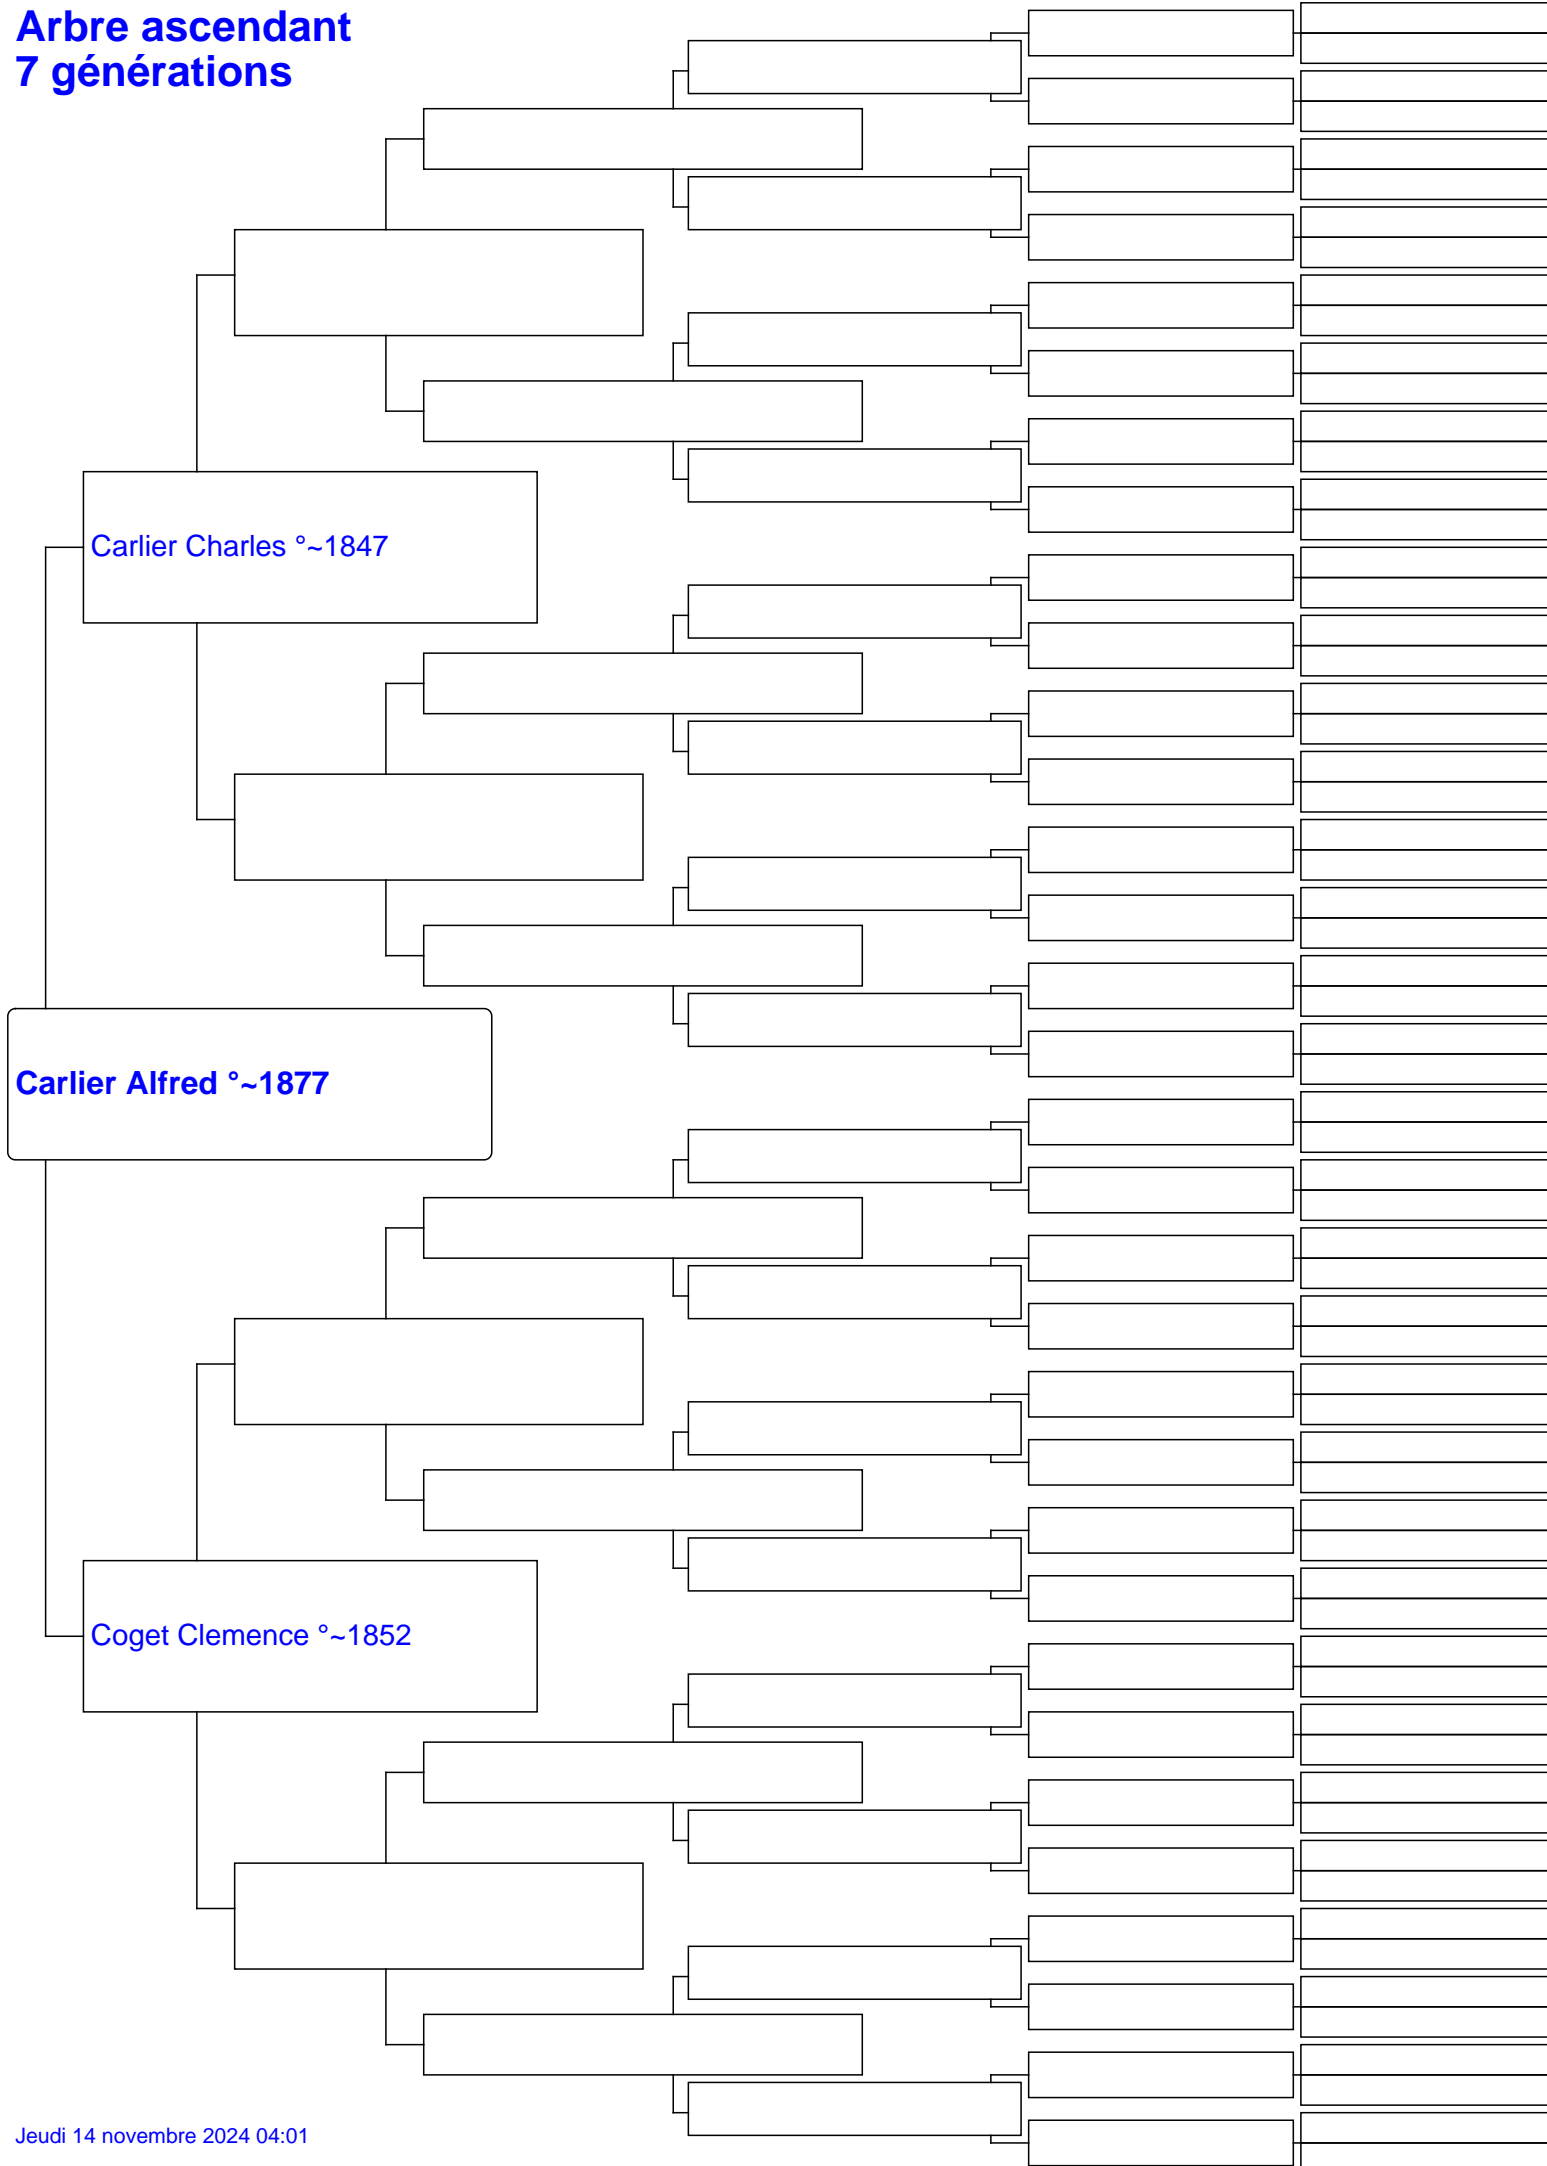 Arbre ascendant
7 générations
Carlier Charles °~1847
Carlier Alfred °~1877
Coget Clemence °~1852
Jeudi 14 novembre 2024 04:01